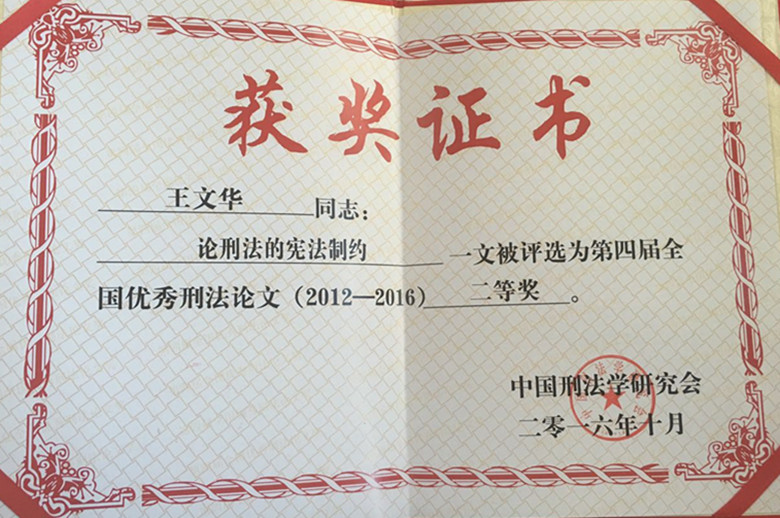 获奖证书
王文华 同志：
论刑法的宪法制约 一文被评选为第四届全
国优秀刑法论文（2012—2016） 二等奖 。
中国刑法学研究会
二零一六年十月